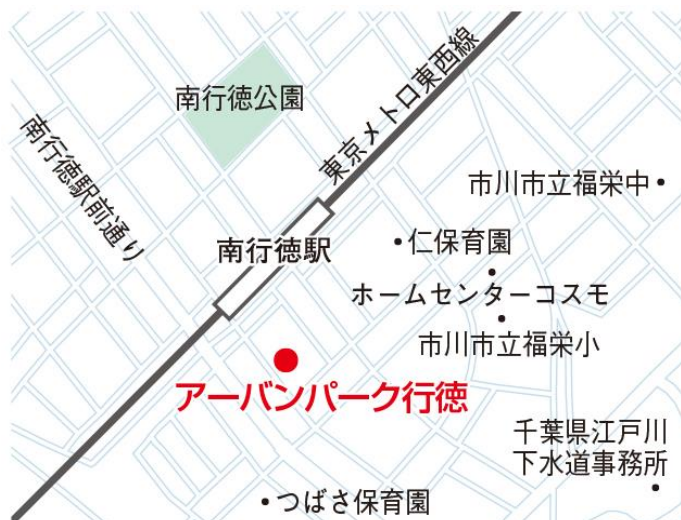 南行徳公園
東京メトロ東西線
南行徳駅前通り
市川市立福栄中
南行徳駅
仁保育園
ホームセンターコスモ
市川市立福栄小
アーバンパーク行徳
千葉県江戸川
下水道事務所
つばさ保育園